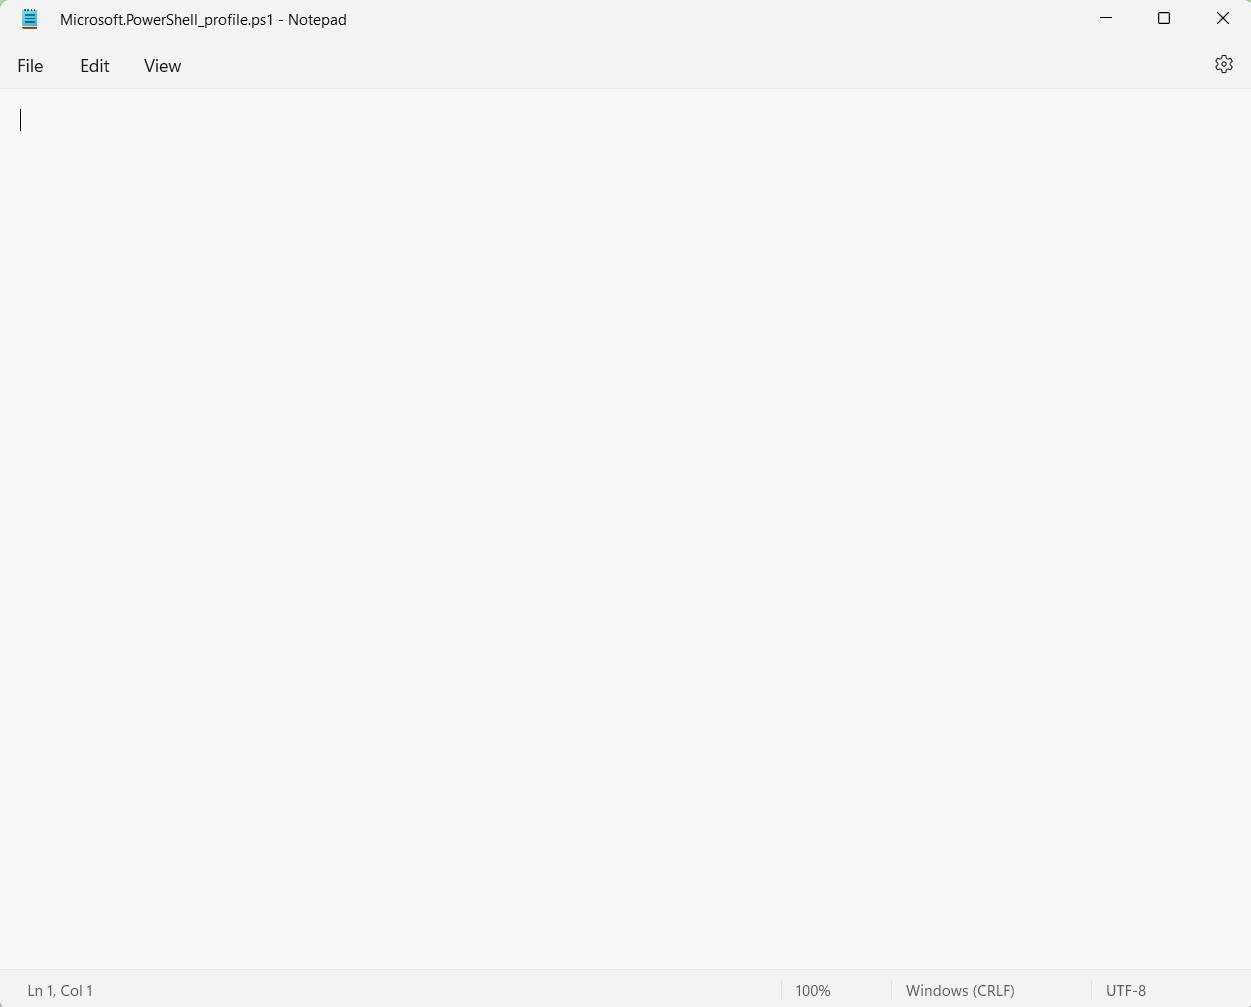 Microsoft.PowerShell_profile.ps1 - Notepad
File Edit View
Ln 1, Col 1 100% Windows (CRLF) UTF-8